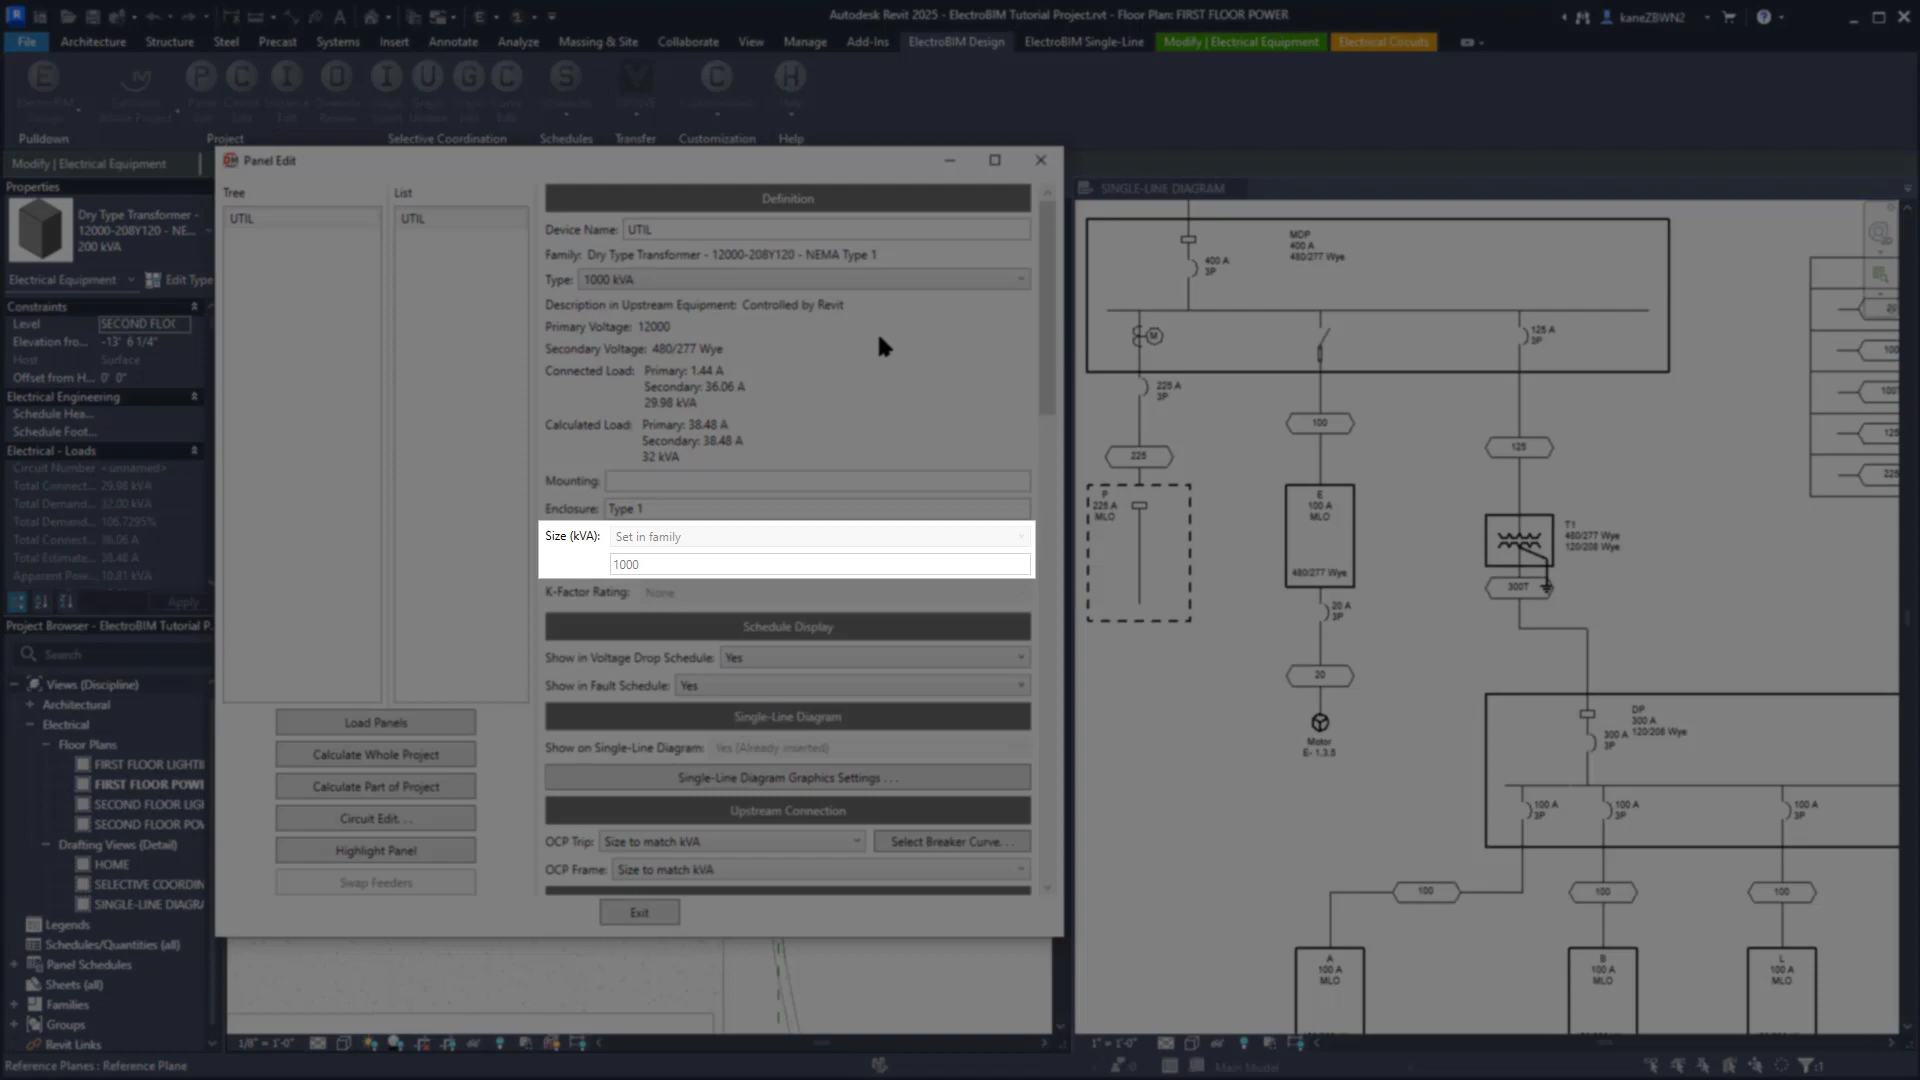 Autodesk Revit 2025 - ElectroBIM Tutorial Project.rvt - Floor Plan: FIRST FLOOR POWER
kaneZBWN2
File Architecture Structure Steel Precast Systems Insert Annotate Analyze Massing & Site Collaborate View Manage Add-Ins ElectroBIM Design ElectroBIM Single-Line Modify | Electrical Equipment Electrical Circuits
Pulldown Project Selective Coordination Schedules Transfer Customization Help
Modify | Electrical Equipment
Properties
Dry Type Transformer -
12000-208Y120 - NE...
200 kVA
Electrical Equipment Edit Type
Constraints
Level SECOND FLOO
Elevation fro... -13' 6 1/4"
Host Surface
Offset from H... 0' 0"
Electrical Engineering
Schedule Hea...
Schedule Foot...
Electrical - Loads
Circuit Number <unnamed>
Total Connect... 29.98 kVA
Total Demand... 32.00 kVA
Total Demand... 106.7295%
Total Connect... 36.06 A
Total Estimate... 38.48 A
Apparent Pow... 10.81 kVA
Apply
Project Browser - ElectroBIM Tutorial P...
Search
Views (Discipline)
Architectural
Electrical
Floor Plans
FIRST FLOOR LIGHTI
FIRST FLOOR POWI
SECOND FLOOR LIGI
SECOND FLOOR POV
Drafting Views (Detail)
HOME
SELECTIVE COORDIN
SINGLE-LINE DIAGRA
Legends
Schedules/Quantities (all)
Panel Schedules
Sheets (all)
Families
Groups
Revit Links
Reference Planes : Reference Plane
Panel Edit
Tree
UTIL
List
UTIL
Load Panels
Calculate Whole Project
Calculate Part of Project
Circuit Edit. . .
Highlight Panel
Swap Feeders
Definition
Device Name: UTIL
Family: Dry Type Transformer - 12000-208Y120 - NEMA Type 1
Type: 1000 kVA
Description in Upstream Equipment: Controlled by Revit
Primary Voltage: 12000
Secondary Voltage: 480/277 Wye
Connected Load: Primary: 1.44 A
Secondary: 36.06 A
29.98 kVA
Calculated Load: Primary: 38.48 A
Secondary: 38.48 A
32 kVA
Mounting:
Enclosure: Type 1
Size (kVA): Set in family
1000
K-Factor Rating: None
Schedule Display
Show in Voltage Drop Schedule: Yes
Show in Fault Schedule: Yes
Single-Line Diagram
Show on Single-Line Diagram: Yes (Already inserted)
Single-Line Diagram Graphics Settings . . .
Upstream Connection
OCP Trip: Size to match kVA Select Breaker Curve. . .
OCP Frame: Size to match kVA
Exit
1/8" = 1'-0"
SINGLE-LINE DIAGRAM
MDP
400 A
480/277 Wye
400 A
3P
M
125 A
3P
225 A
3P
100
125
225
P
225 A
MLO
E
100 A
MLO
480/277 Wye
T1
480/277 Wye
120/208 Wye
300T
20 A
3P
20
Motor
E- 1.3.5
DP
300 A
120/208 Wye
300 A
3P
100 A
3P
100 A
3P
100 A
3P
100
100
100
A
100 A
MLO
B
100 A
MLO
L
100 A
MLO
20
100
100T
125
225
1" = 1'-0"
Main Model